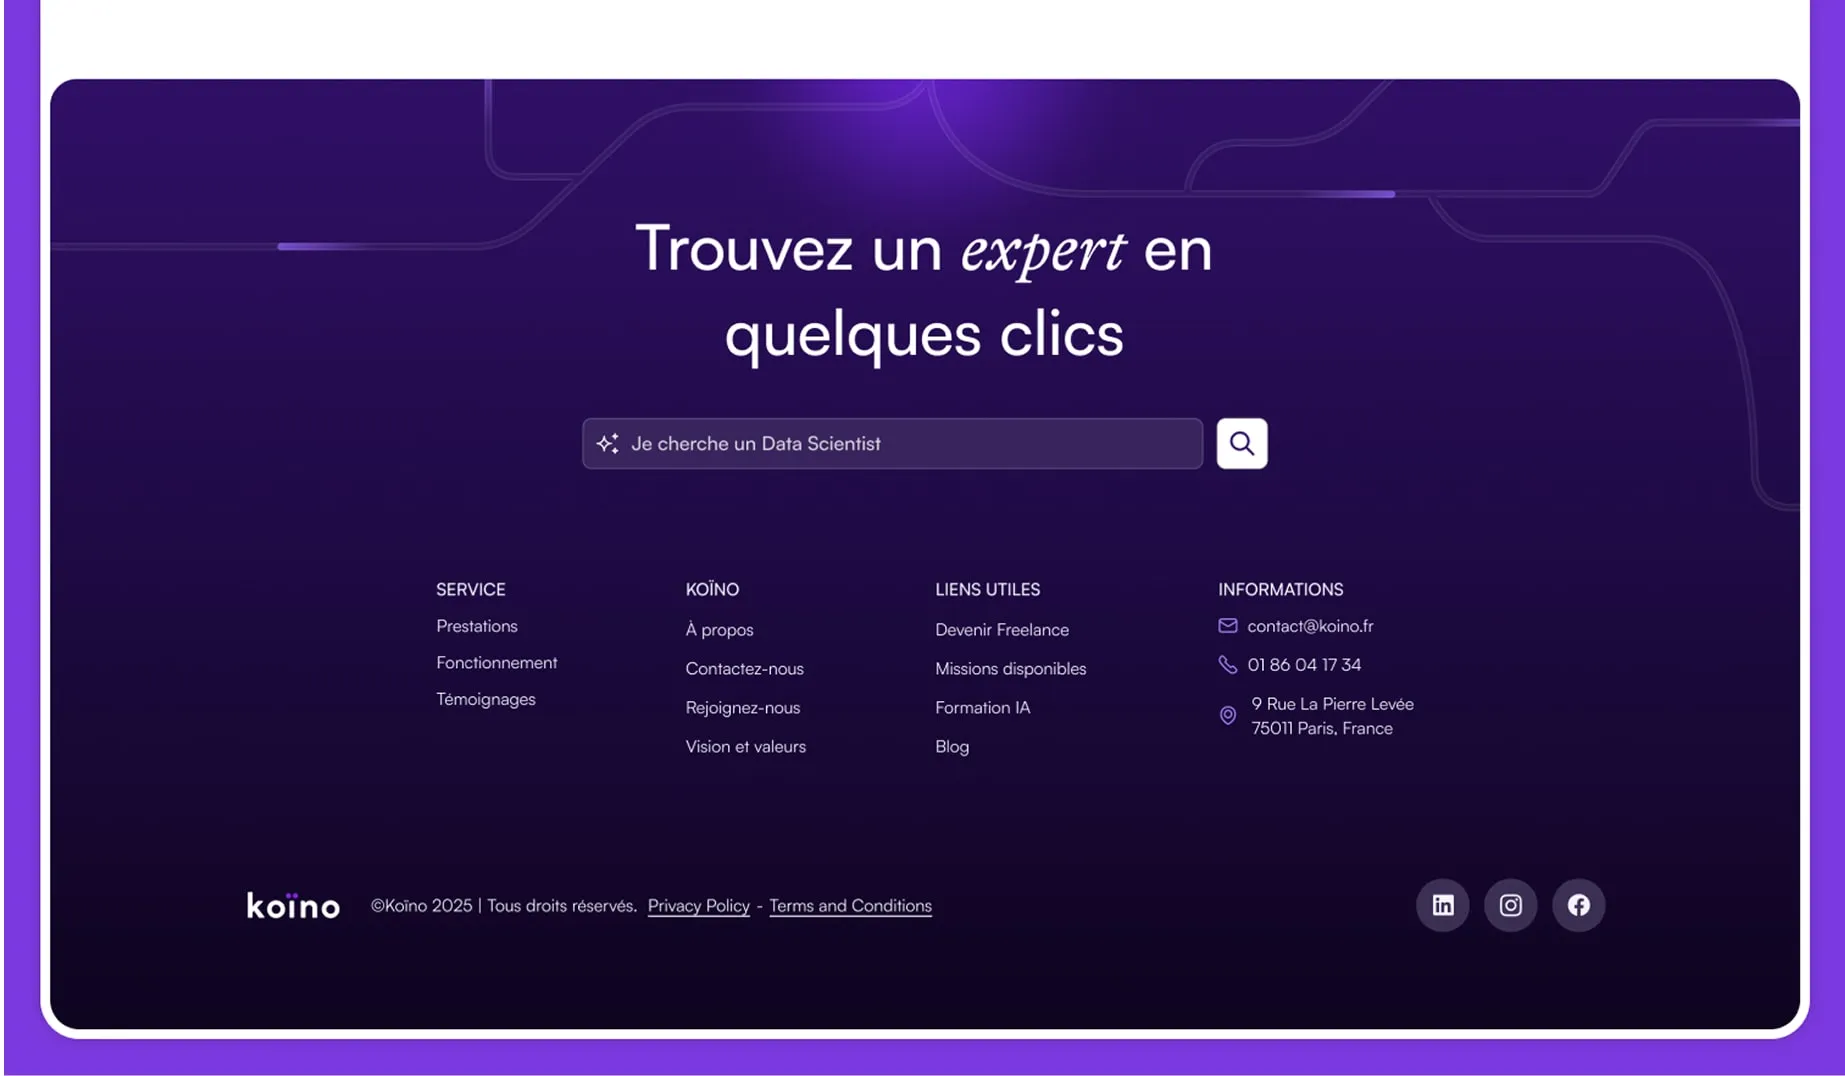 Trouvez un expert en
quelques clics
Je cherche un Data Scientist
SERVICE
Prestations
Fonctionnement
Témoignages
KOÏNO
À propos
Contactez-nous
Rejoignez-nous
Vision et valeurs
LIENS UTILES
Devenir Freelance
Missions disponibles
Formation IA
Blog
INFORMATIONS
contact@koino.fr
01 86 04 17 34
9 Rue La Pierre Levée
75011 Paris, France
koïno
©Koïno 2025 | Tous droits réservés. Privacy Policy - Terms and Conditions